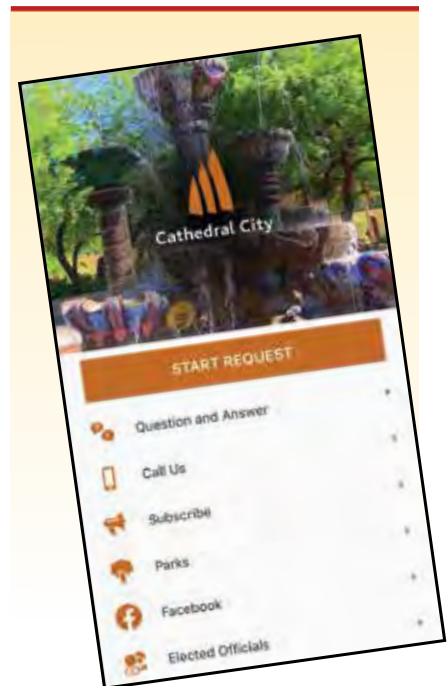 Cathedral City
START REQUEST
Question and Answer
Call Us
Subscribe
Parks
Facebook
Elected Officials